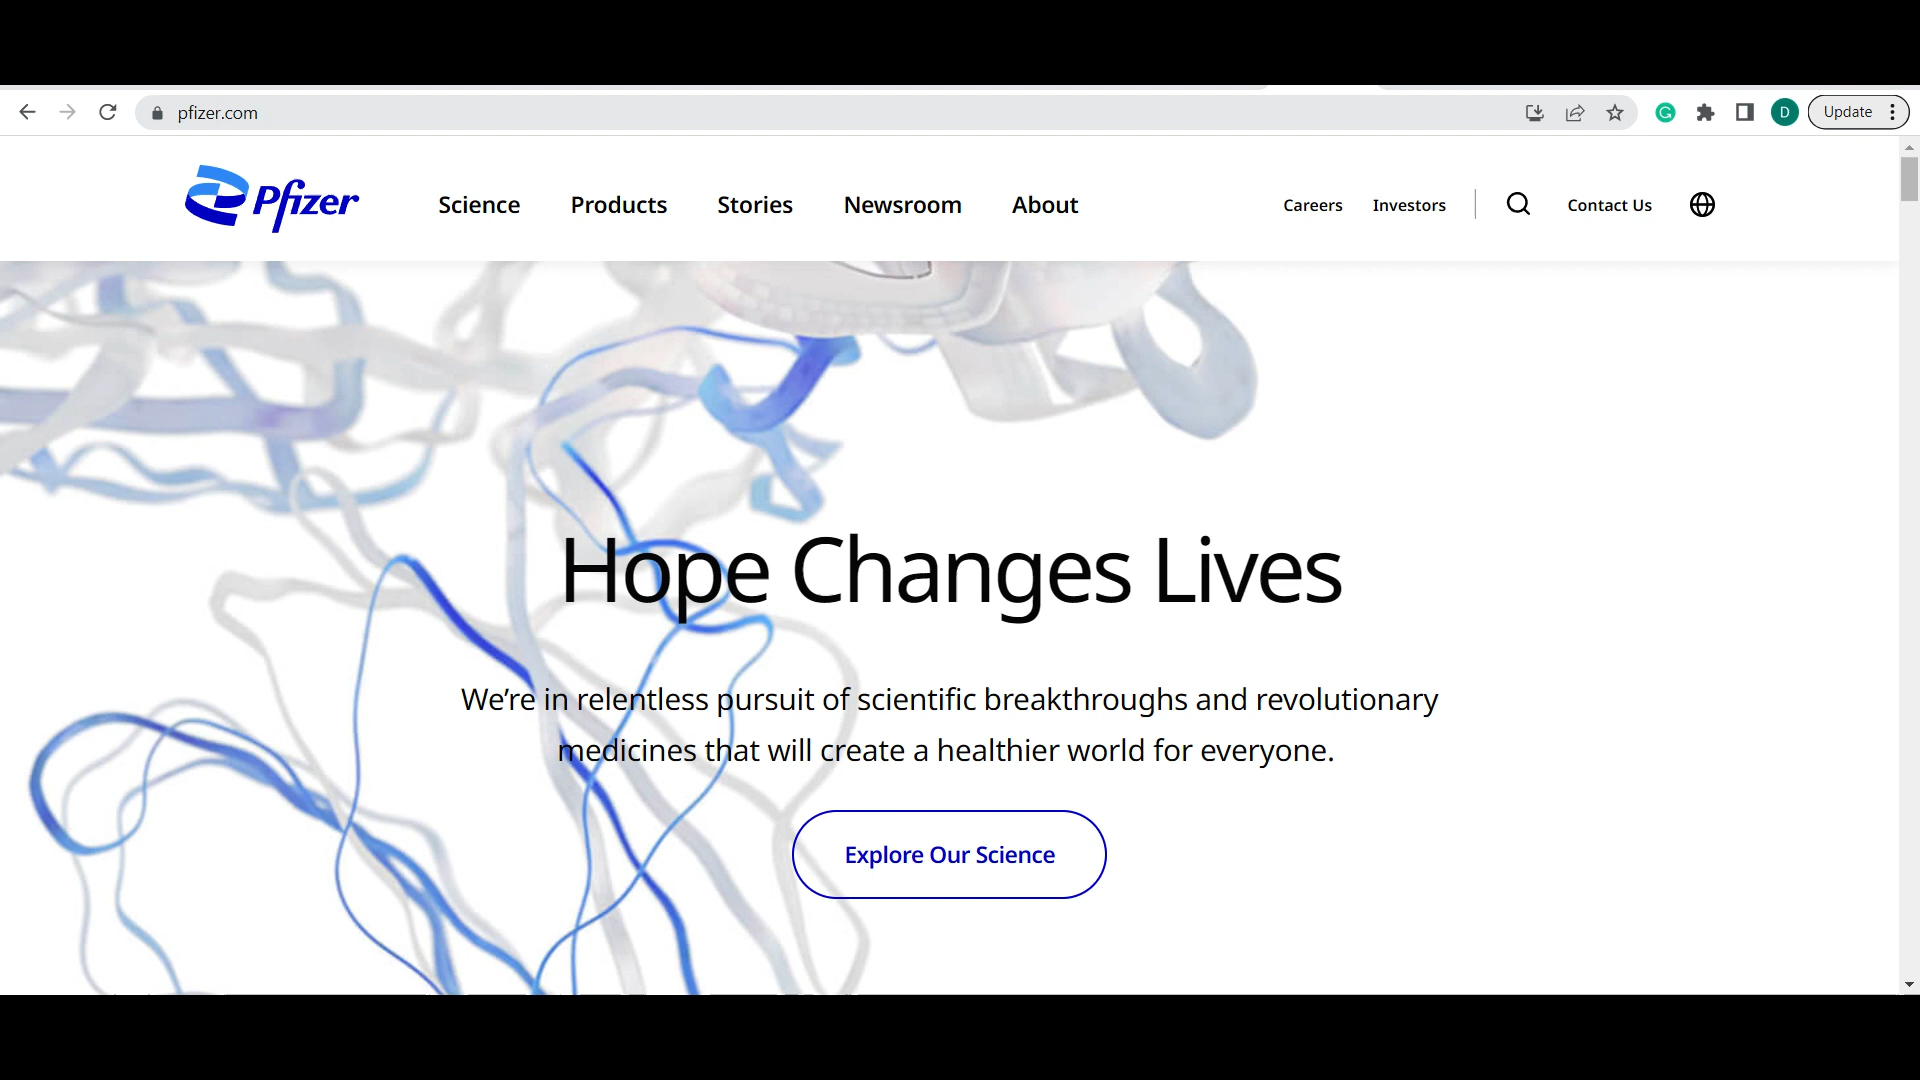 pfizer.com
D
Update
Pfizer
Science
Products
Stories
Newsroom
About
Careers
Investors
Contact Us
Hope Changes Lives
We’re in relentless pursuit of scientific breakthroughs and revolutionary
medicines that will create a healthier world for everyone.
Explore Our Science